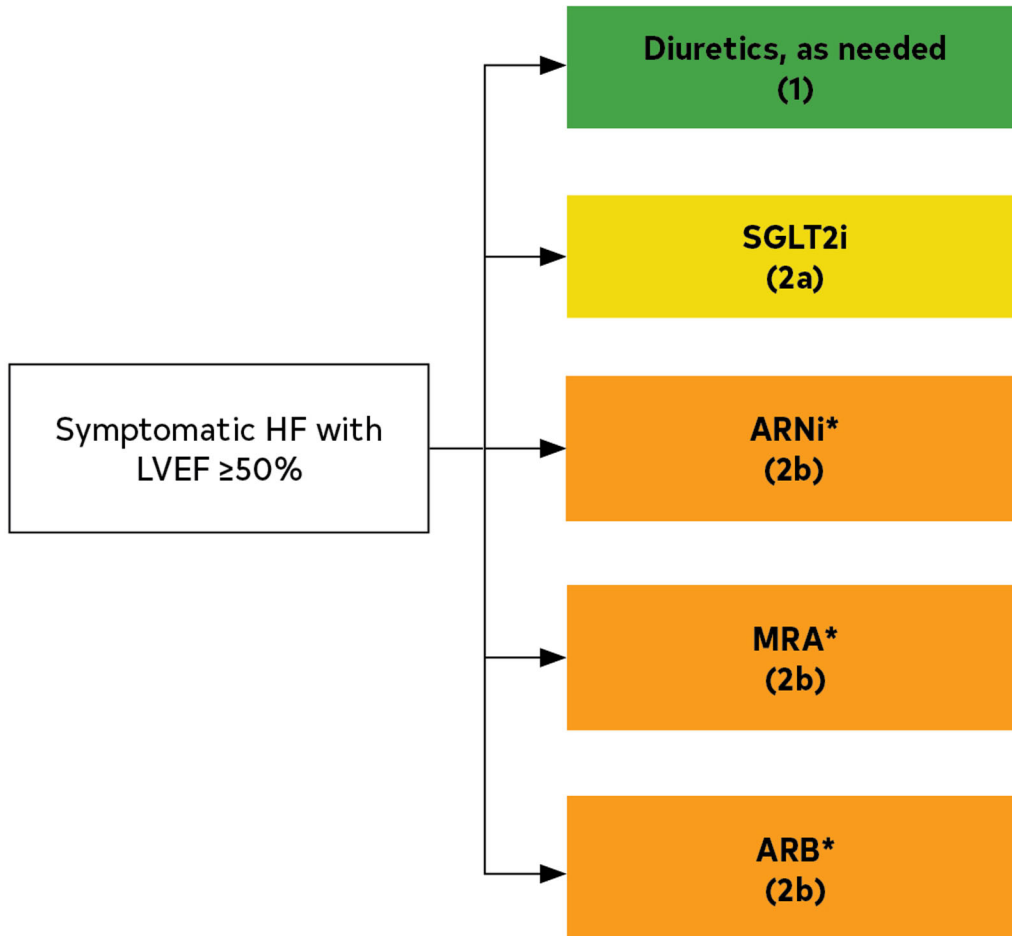 Diuretics, as needed
(1)
SGLT2i
(2a)
Symptomatic HF with
LVEF ≥50%
ARNi*
(2b)
MRA*
(2b)
ARB*
(2b)